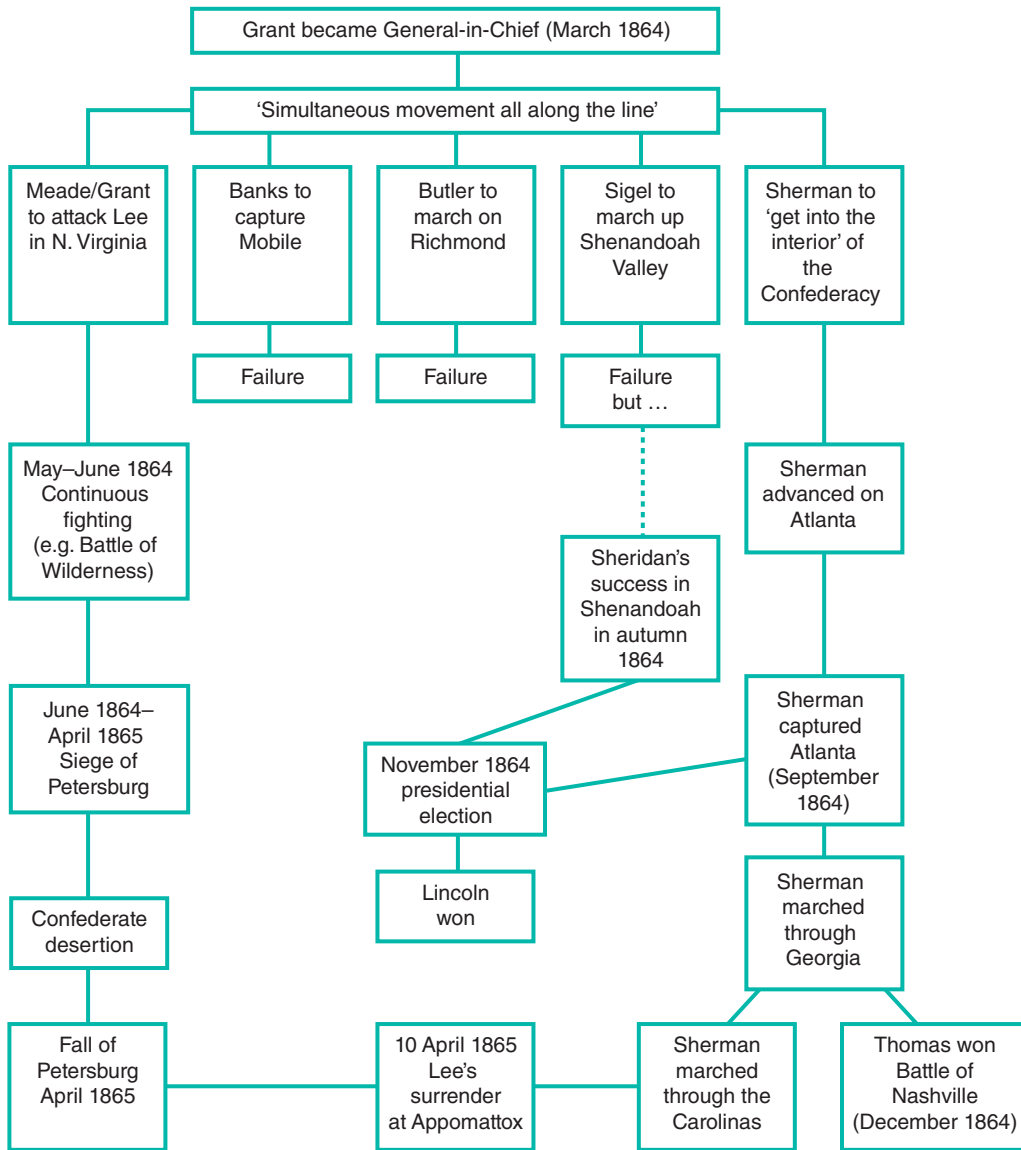 Grant became General-in-Chief (March 1864)
‘Simultaneous movement all along the line’
Meade/Grant
to attack Lee
in N. Virginia
Banks to
capture
Mobile
Butler to
march on
Richmond
Sigel to
march up
Shenandoah
Valley
Sherman to
‘get into the
interior’ of
the
Confederacy
Failure
Failure
Failure
but …
May–June 1864
Continuous
fighting
(e.g. Battle of
Wilderness)
Sherman
advanced on
Atlanta
Sheridan’s
success in
Shenandoah
in autumn
1864
June 1864–
April 1865
Siege of
Petersburg
November 1864
presidential
election
Sherman
captured
Atlanta
(September
1864)
Lincoln
won
Sherman
marched
through
Georgia
Confederate
desertion
Fall of
Petersburg
April 1865
10 April 1865
Lee’s
surrender
at Appomattox
Sherman
marched
through the
Carolinas
Thomas won
Battle of
Nashville
(December 1864)